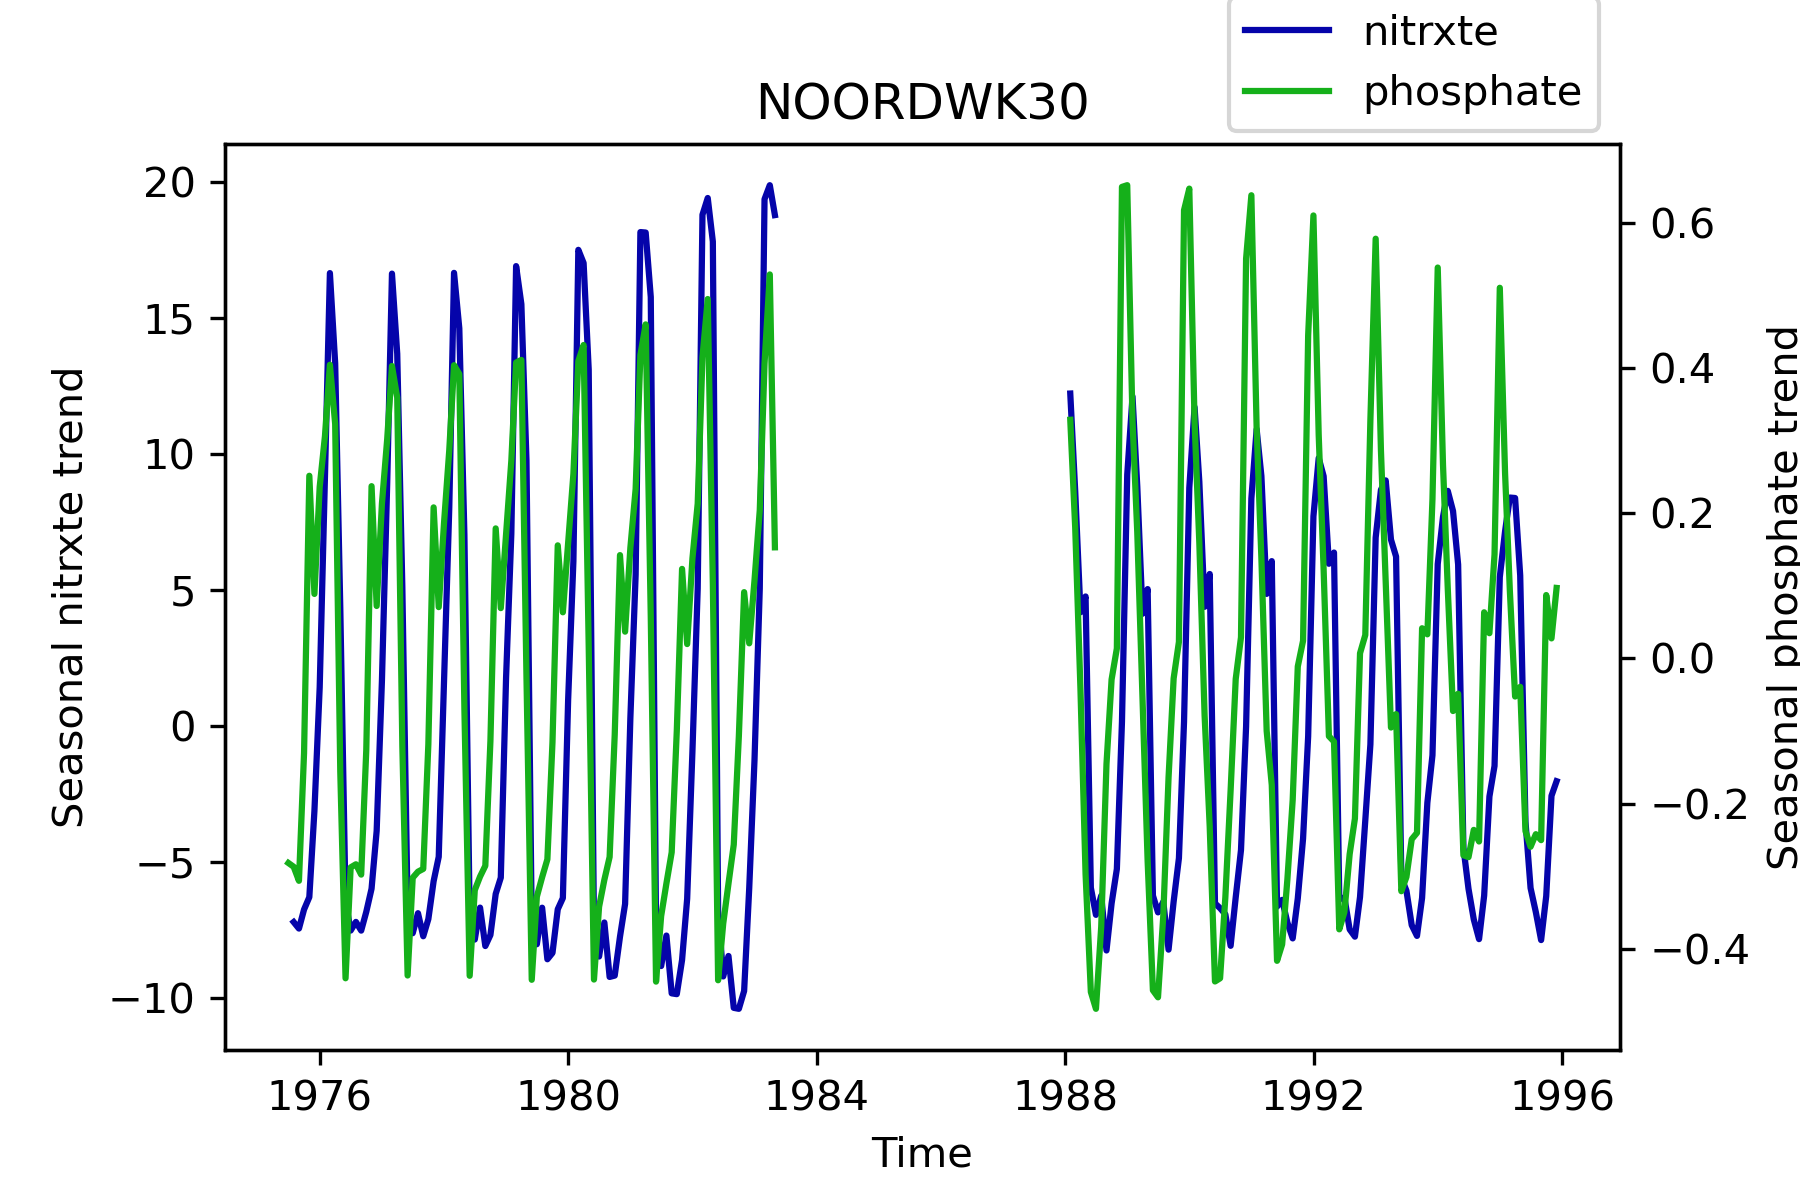 nitrxte
phosphate
NOORDWK30
20
15
10
5
0
−5
−10
0.6
0.4
0.2
0.0
−0.2
−0.4
Seasonal nitrxte trend
Seasonal phosphate trend
1976 1980 1984 1988 1992 1996
Time